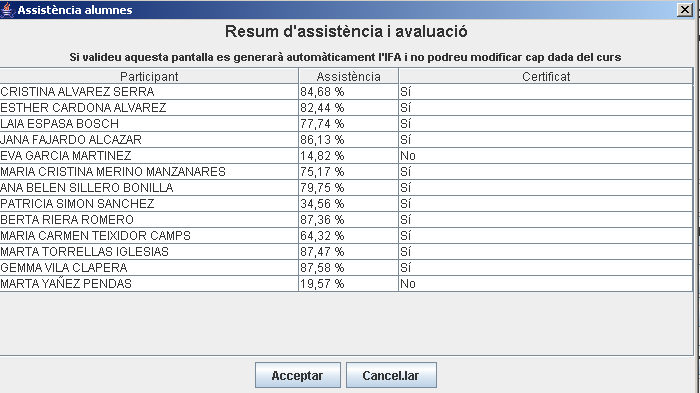 Assistència alumnes
Resum d'assistència i avaluació
Si valideu aquesta pantalla es generarà automàticament l'IFA i no podreu modificar cap dada del curs
Participant Assistència Certificat
CRISTINA ALVAREZ SERRA 84,68 % Sí
ESTHER CARDONA ALVAREZ 82,44 % Sí
LAIA ESPASA BOSCH 77,74 % Sí
JANA FAJARDO ALCAZAR 86,13 % Sí
EVA GARCIA MARTINEZ 14,82 % No
MARIA CRISTINA MERINO MANZANARES 75,17 % Sí
ANA BELEN SILLERO BONILLA 79,75 % Sí
PATRICIA SIMON SANCHEZ 34,56 % Sí
BERTA RIERA ROMERO 87,36 % Sí
MARIA CARMEN TEIXIDOR CAMPS 64,32 % Sí
MARTA TORRELLAS IGLESIAS 87,47 % Sí
GEMMA VILA CLAPERA 87,58 % Sí
MARTA YAÑEZ PENDAS 19,57 % No
Acceptar Cancel.lar